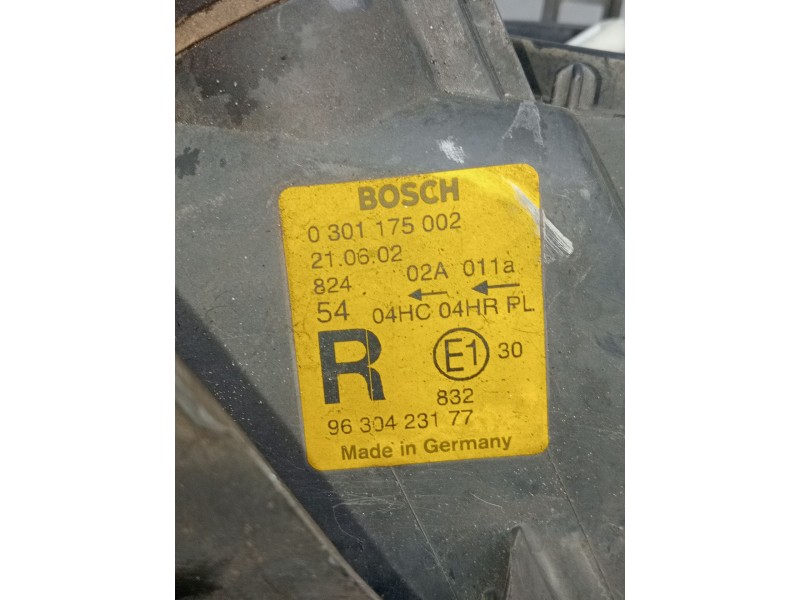 BOSCH
0 301 175 002
21.06.02
824 02A 011a
54 ← ←
04HC 04HR PL
R E1 30
832
96 304 231 77
Made in Germany